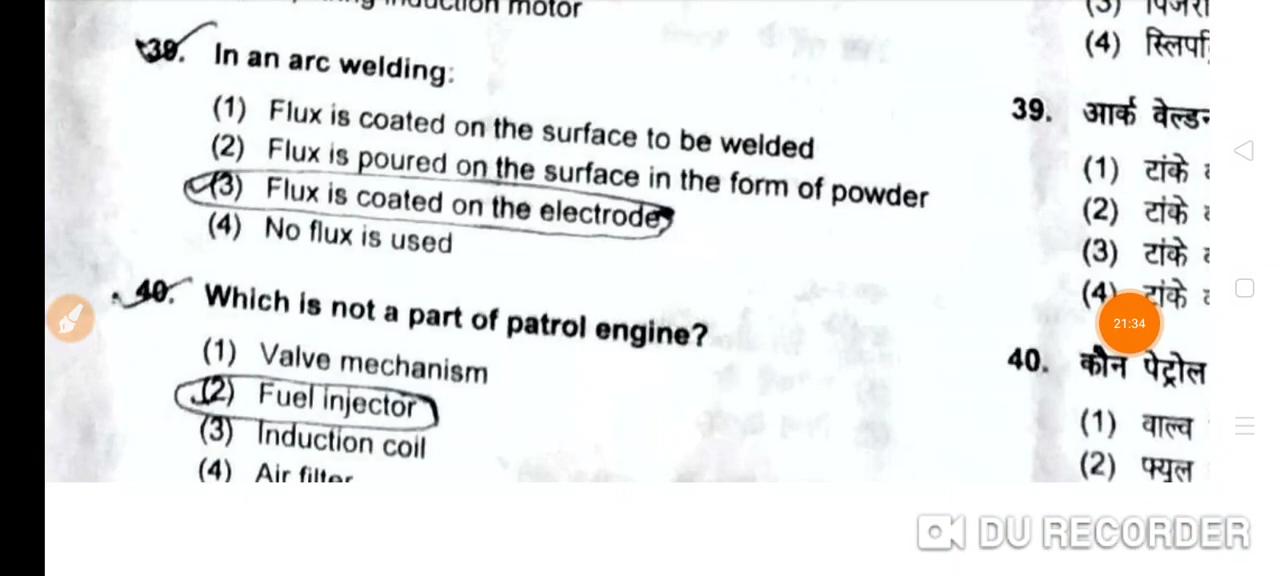 induction motor
39. In an arc welding:
(1) Flux is coated on the surface to be welded
(2) Flux is poured on the surface in the form of powder
(3) Flux is coated on the electrode
(4) No flux is used
40. Which is not a part of patrol engine?
(1) Valve mechanism
(2) Fuel injector
(3) Induction coil
(4) Air filter
(3)
(4)
39. आर्क
(1) टांके
(2) टांके
(3) टांके
(4) टांके
21:34
40. कौन पेट्रोल
(1) वाल्व
(2) फ्यूल
DU RECORDER